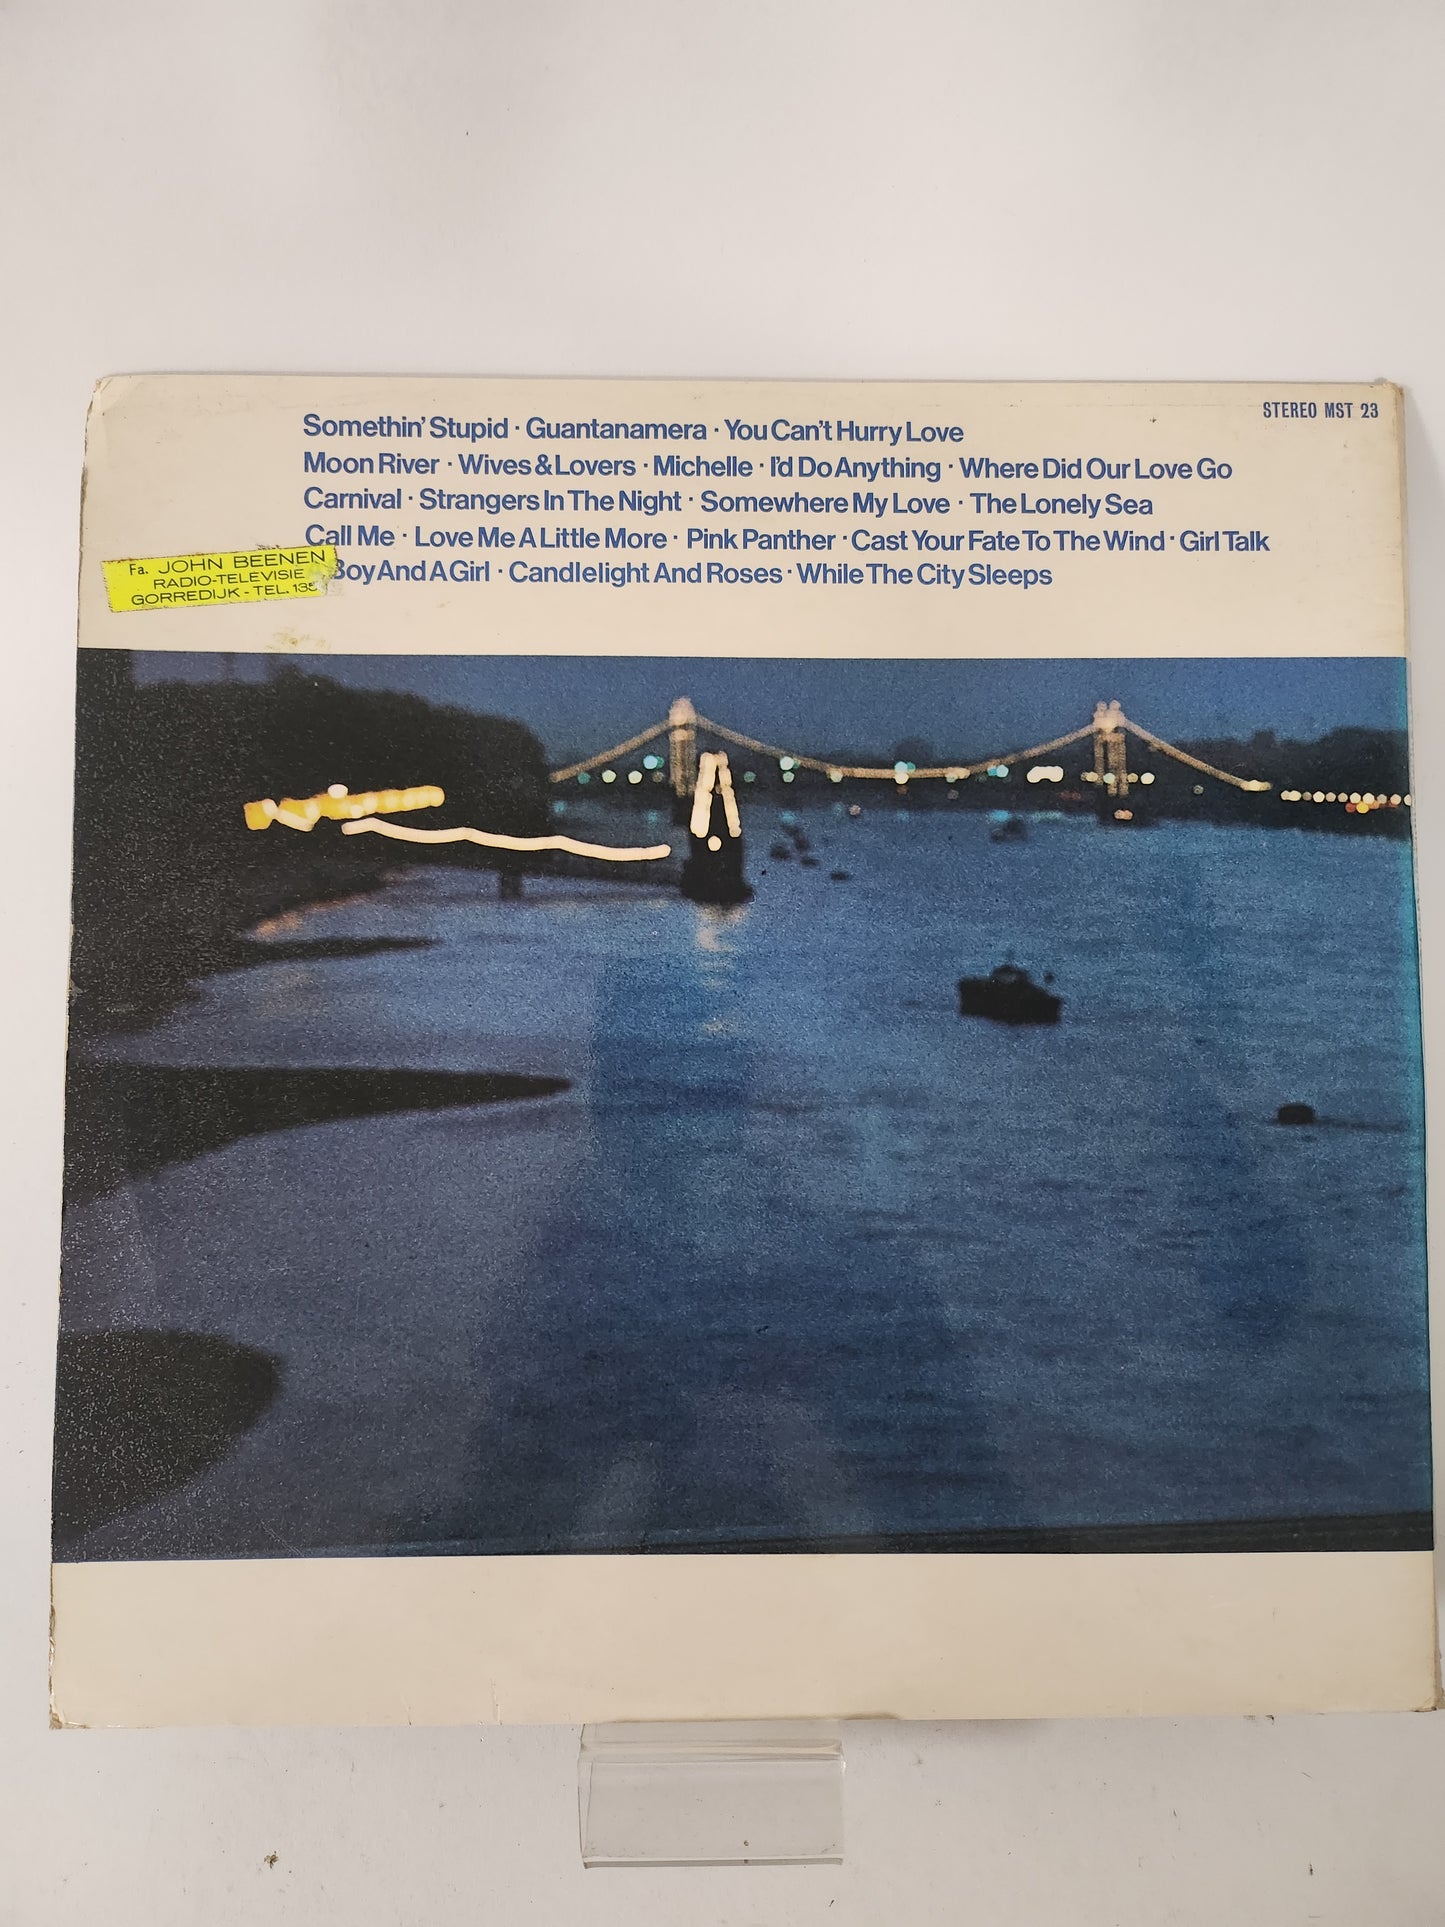 STEREO MST 23
Somethin' Stupid · Guantanamera · You Can't Hurry Love
Moon River · Wives & Lovers · Michelle · I'd Do Anything · Where Did Our Love Go
Carnival · Strangers In The Night · Somewhere My Love · The Lonely Sea
Call Me · Love Me A Little More · Pink Panther · Cast Your Fate To The Wind · Girl Talk
Boy And A Girl · Candlelight And Roses · While The City Sleeps
Fa. JOHN BEENEN
RADIO-TELEVISIE
GORREDIJK - TEL.